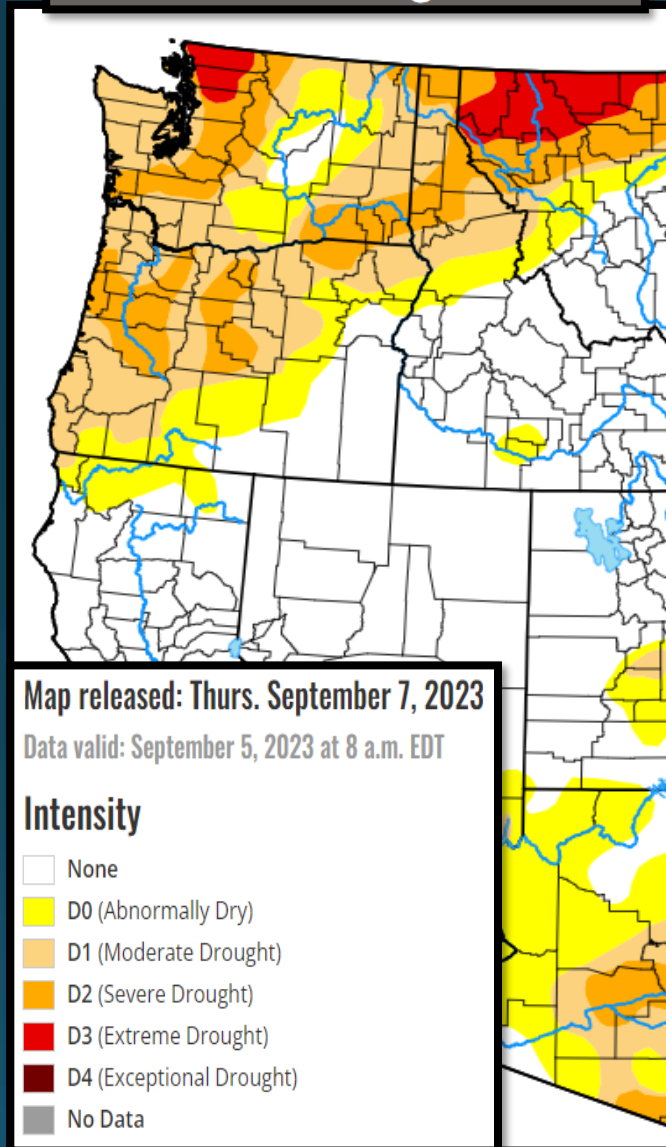 Map released: Thurs. September 7, 2023
Data valid: September 5, 2023 at 8 a.m. EDT
Intensity
None
D0 (Abnormally Dry)
D1 (Moderate Drought)
D2 (Severe Drought)
D3 (Extreme Drought)
D4 (Exceptional Drought)
No Data